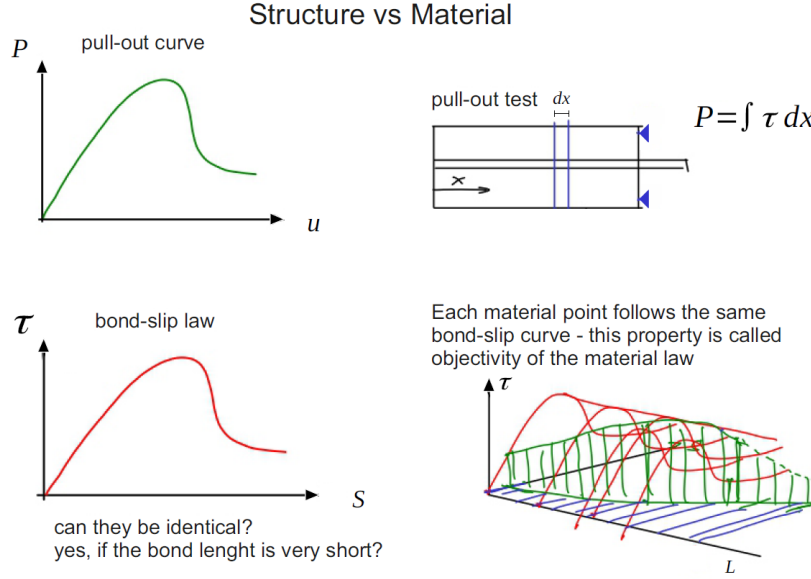 Structure vs Material
P
pull-out curve
u
pull-out test
dx
P=∫ τ dx
x
τ
bond-slip law
S
can they be identical?
yes, if the bond lenght is very short?
Each material point follows the same
bond-slip curve - this property is called
objectivity of the material law
τ
L